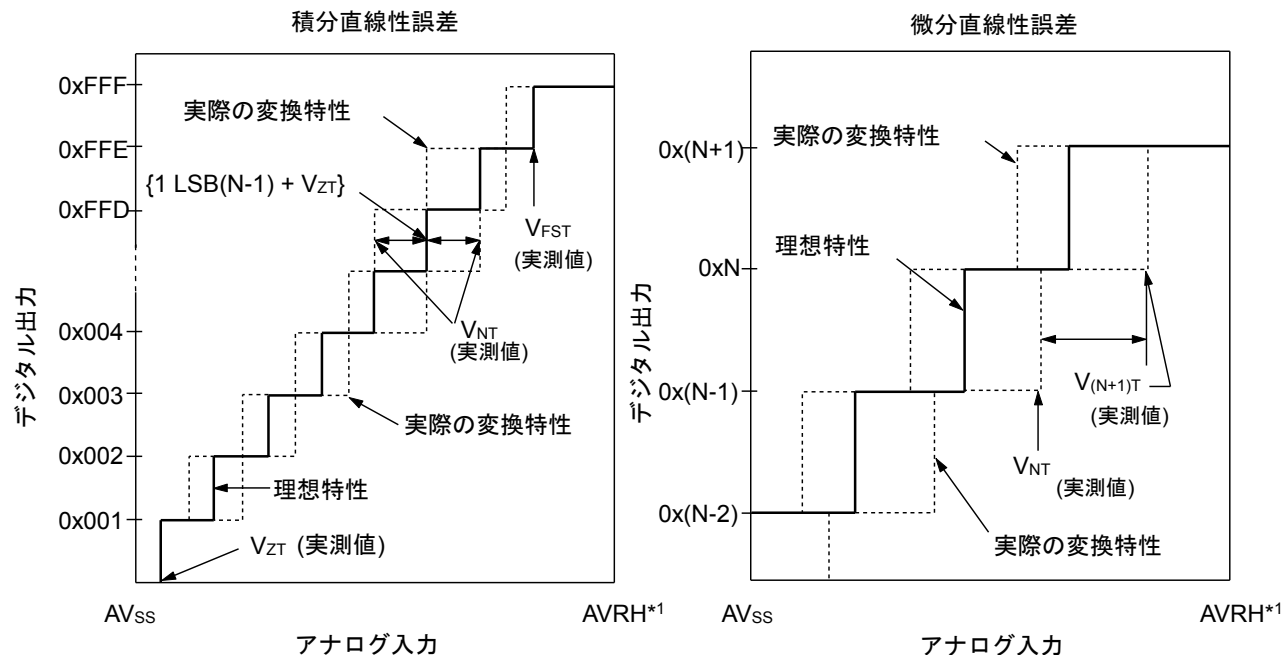 積分直線性誤差
0xFFF
0xFFE
0xFFD
0x004
0x003
0x002
0x001
実際の変換特性
{1 LSB(N-1) + VZT}
VFST
(実測値)
VNT
(実測値)
実際の変換特性
理想特性
VZT (実測値)
デジタル出力
AVSS
AVRH*1
アナログ入力
微分直線性誤差
0x(N+1)
0xN
0x(N-1)
0x(N-2)
実際の変換特性
理想特性
V(N+1)T
(実測値)
VNT
(実測値)
実際の変換特性
デジタル出力
AVSS
AVRH*1
アナログ入力